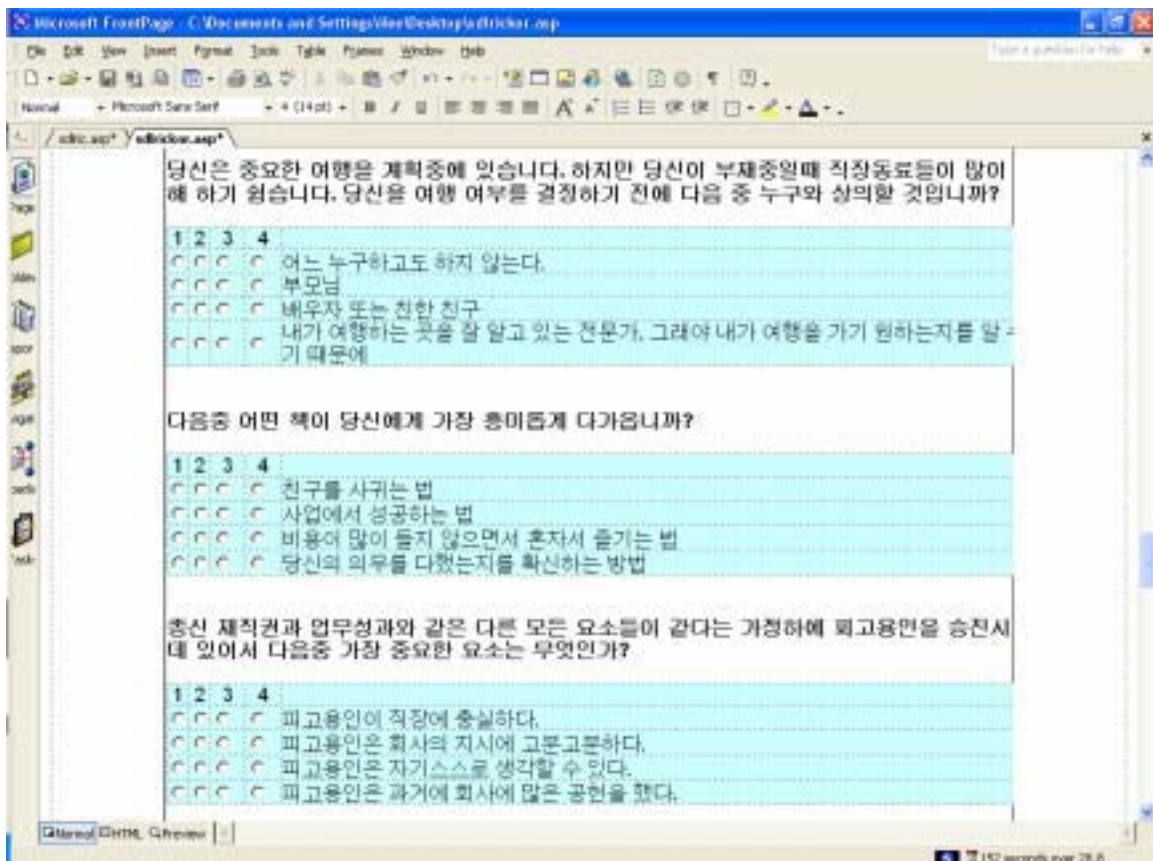 Microsoft FrontPage - C:\Documents and Settings\
File Edit View Insert Format Tools Table Frames Window Help
Type a question for help
Normal Microsoft Sans Serif 4 (14 pt)
당신은 중요한 여행을 계획중에 잇습니다. 하지만 당신이 부재중일때 직장동료들이 많이
해 하기 쉽습니다. 당신을 여행 여부를 결정하기 전에 다음 중 누구와 상의할 것입니까?
1 2 3 4
어느 누구하고도 하지 않는다.
부모님
배우자 또는 친한 친구
내가 여행하는 곳을 잘 알고 있는 전문가. 그래야 내가 여행을 가기 원하는지를 알
기 때문에
다음중 어떤 책이 당신에게 가장 흥미롭게 다가옵니까?
1 2 3 4
친구를 사귀는 법
사업에서 성공하는 법
비용이 많이 들지 않으면서 혼자서 즐기는 법
당신의 의무를 다했는지를 확신하는 방법
종신 재직권과 업무성과와 같은 다른 모든 요소들이 같다는 가정하에 피고용인을 승진시
데 있어서 다음중 가장 중요한 요소는 무엇인가?
1 2 3 4
피고용인이 직장에 충실하다.
피고용인은 회사의 지시에 고분고분하다.
피고용인은 자기스스로 생각할 수 있다.
피고용인은 과거에 회사에 많은 공헌을 했다.
Normal HTML Preview